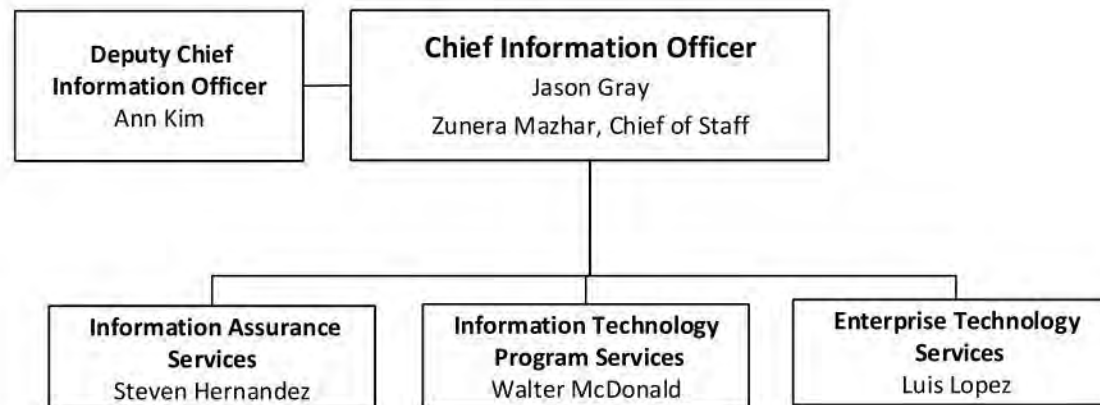 Deputy Chief
Information Officer
Ann Kim
Chief Information Officer
Jason Gray
Zunera Mazhar, Chief of Staff
Information Assurance
Services
Steven Hernandez
Information Technology
Program Services
Walter McDonald
Enterprise Technology
Services
Luis Lopez